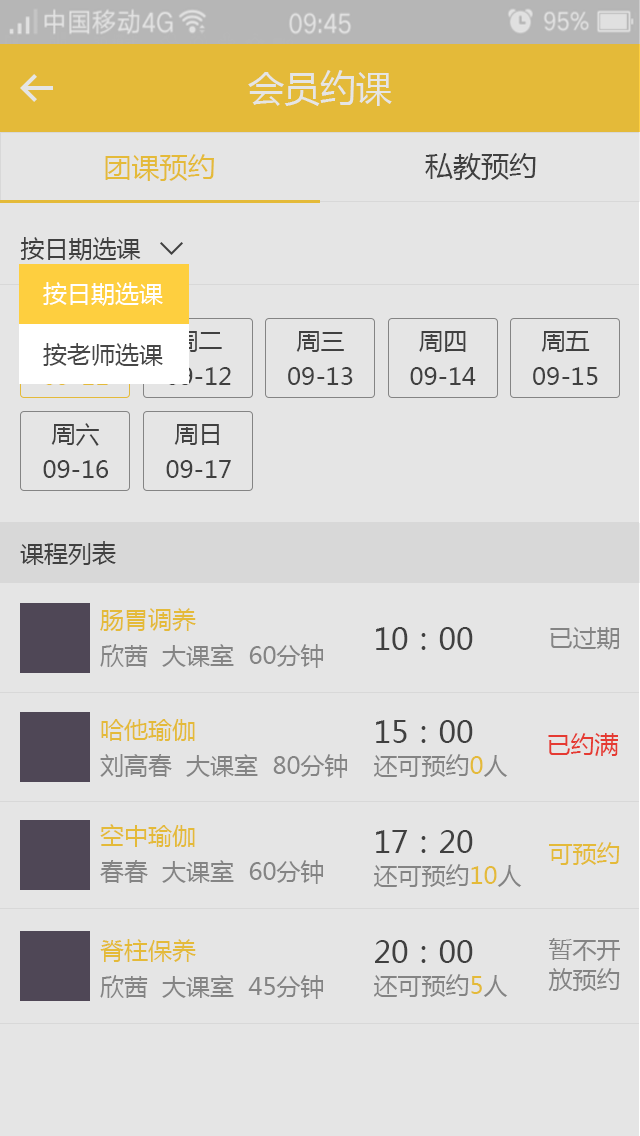 中国移动4G 09:45 95%
会员约课
团课预约 私教预约
按日期选课
按日期选课
按老师选课
周三 周四 周五
09-13 09-14 09-15
周六 周日
09-16 09-17
课程列表
肠胃调养
欣茜 大课室 60分钟
10：00
已过期
哈他瑜伽
刘高春 大课室 80分钟
15：00
还可预约0人
已约满
空中瑜伽
春春 大课室 60分钟
17：20
还可预约10人
可预约
脊柱保养
欣茜 大课室 45分钟
20：00
还可预约5人
暂不开
放预约